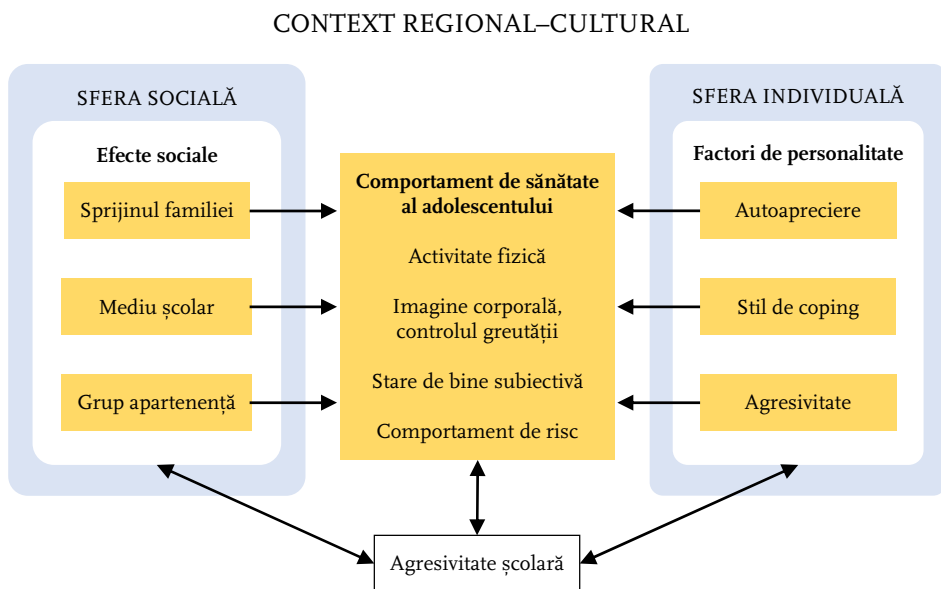 CONTEXT REGIONAL–CULTURAL
SFERA SOCIALĂ
Efecte sociale
Sprijinul familiei
Mediu școlar
Grup apartenență
Comportament de sănătate
al adolescentului
Activitate fizică
Imagine corporală,
controlul greutății
Stare de bine subiectivă
Comportament de risc
SFERA INDIVIDUALĂ
Factori de personalitate
Autoapreciere
Stil de coping
Agresivitate
Agresivitate școlară